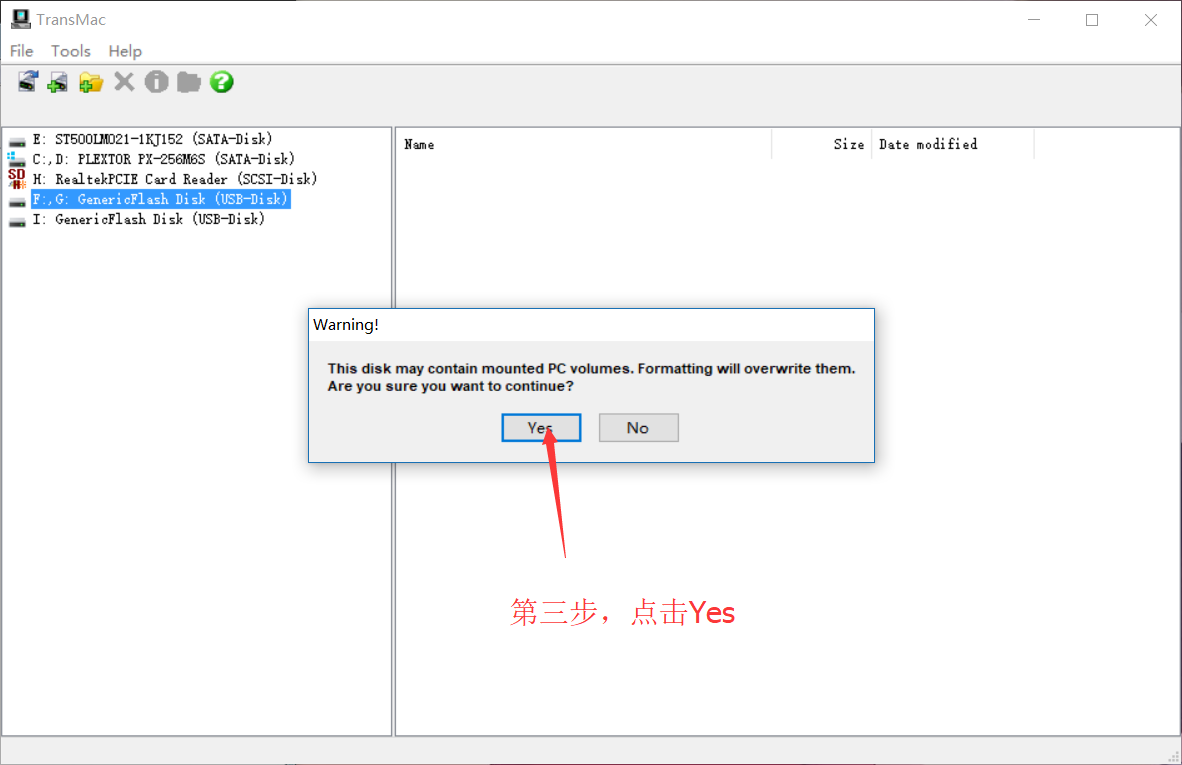 TransMac
File Tools Help
E: ST500LM021-1KJ152 (SATA-Disk)
C:,D: PLEXTOR PX-256M6S (SATA-Disk)
H: RealtekPCIE Card Reader (SCSI-Disk)
F:,G: GenericFlash Disk (USB-Disk)
I: GenericFlash Disk (USB-Disk)
Name Size Date modified
Warning!
This disk may contain mounted PC volumes. Formatting will overwrite them.
Are you sure you want to continue?
Yes No
第三步，点击Yes